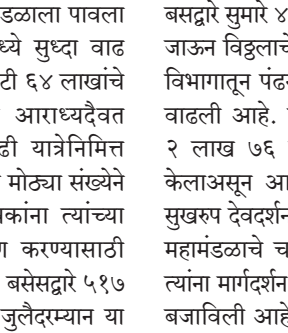 डळाला पावला
ध्ये सुध्दा वाढ
टी ६४ लाखांचे
आराध्यदैवत
ढी यात्रेनिमित्त
मोठ्या संख्येने
कांना त्यांच्या
ण करण्यासाठी
बसेसद्वारे ५१७
जुलैदरम्यान या
बसद्वारे सुमारे ४
जाऊन विठ्ठलाचे
विभागातून पंढ
वाढली आहे.
२ लाख ७६
केलाअसून आ
सुखरुप देवदर्शन
महामंडळाचे च
त्यांना मार्गदर्शन
बजाविली आहे